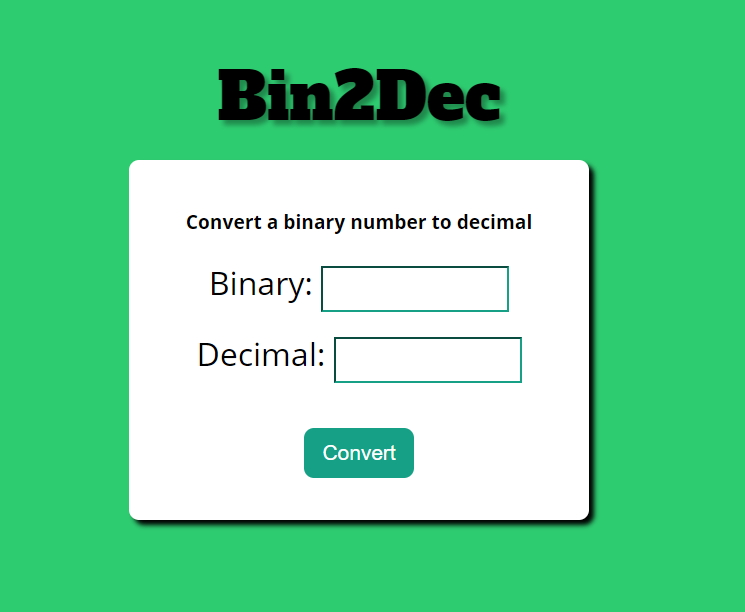 Bin2Dec
Convert a binary number to decimal
Binary:
Decimal:
Convert